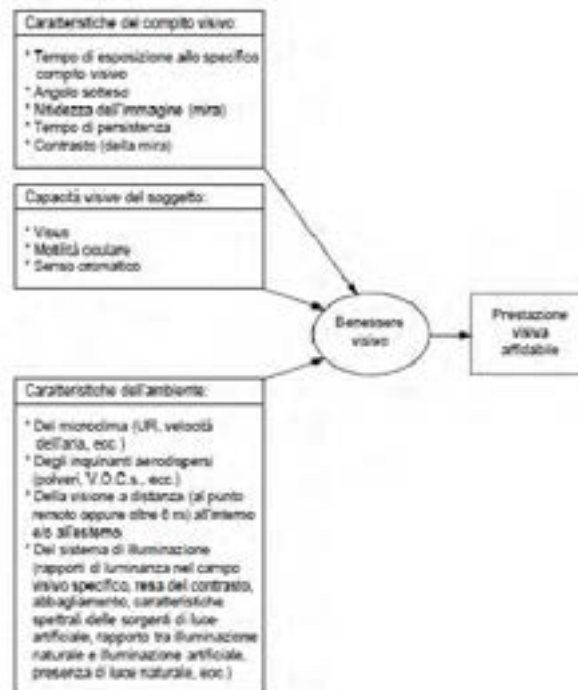 Caratteristiche del compito visivo
* Tempo di esposizione allo specifico
compito visivo
* Angolo sotteso
* Nitidezza dell'immagine (mira)
* Tempo di persistenza
* Contrasto (della mira)
Capacità visive del soggetto:
* Visus
* Motilità oculare
* Senso cromatico
Benessere
visivo
Prestazione
visiva
affidabile
Caratteristiche dell'ambiente:
* Del microclima (UR, velocità
dell'aria, ecc.)
* Degli inquinanti aerodispersi
(polveri, V.O.C.s., ecc.)
* Della visione a distanza (al punto
remoto oppure oltre 6 m) all'interno
e/o all'esterno
* Del sistema di illuminazione
(rapporti di luminanza nel campo
visivo specifico, resa del contrasto,
abbagliamento, caratteristiche
spettrali delle sorgenti di luce
artificiale, rapporto tra illuminazione
naturale e illuminazione artificiale,
presenza di luce naturale, ecc.)